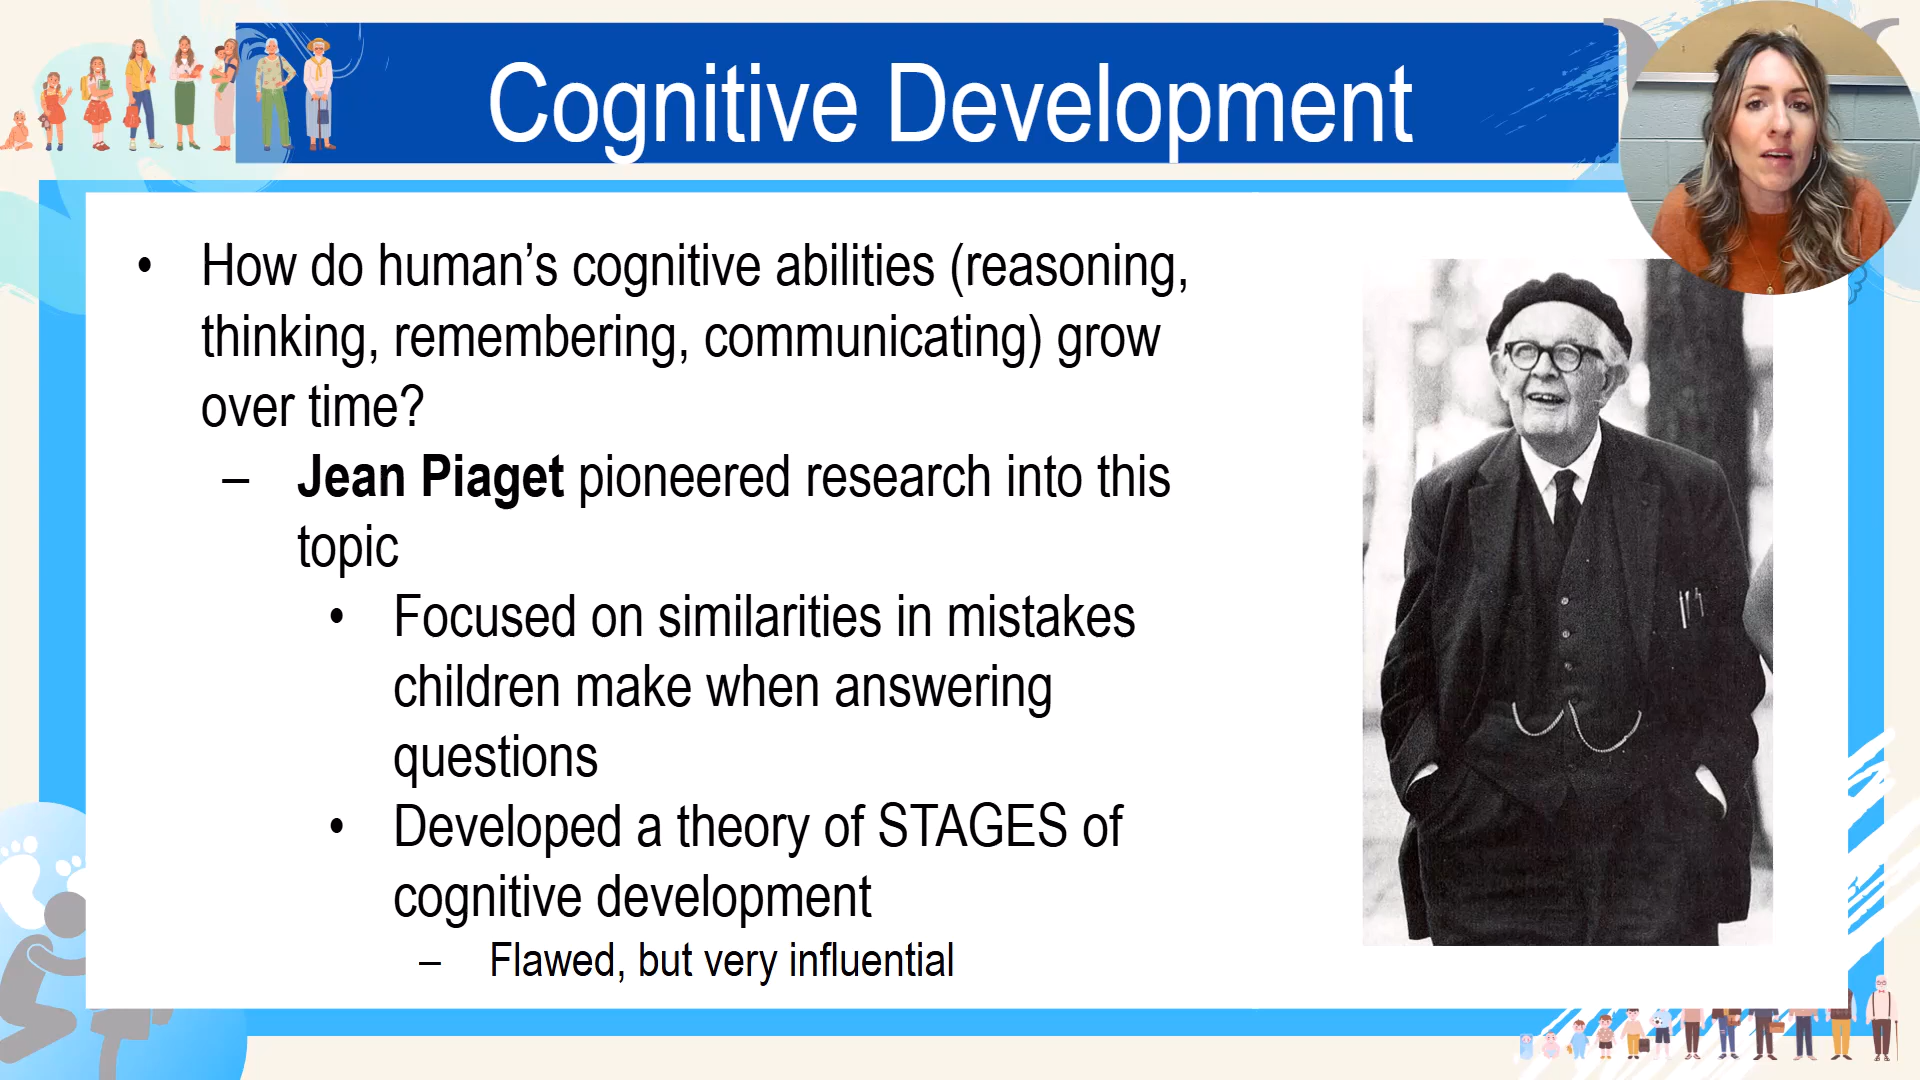 Cognitive Development
• How do human’s cognitive abilities (reasoning,
thinking, remembering, communicating) grow
over time?
– Jean Piaget pioneered research into this
topic
• Focused on similarities in mistakes
children make when answering
questions
• Developed a theory of STAGES of
cognitive development
– Flawed, but very influential